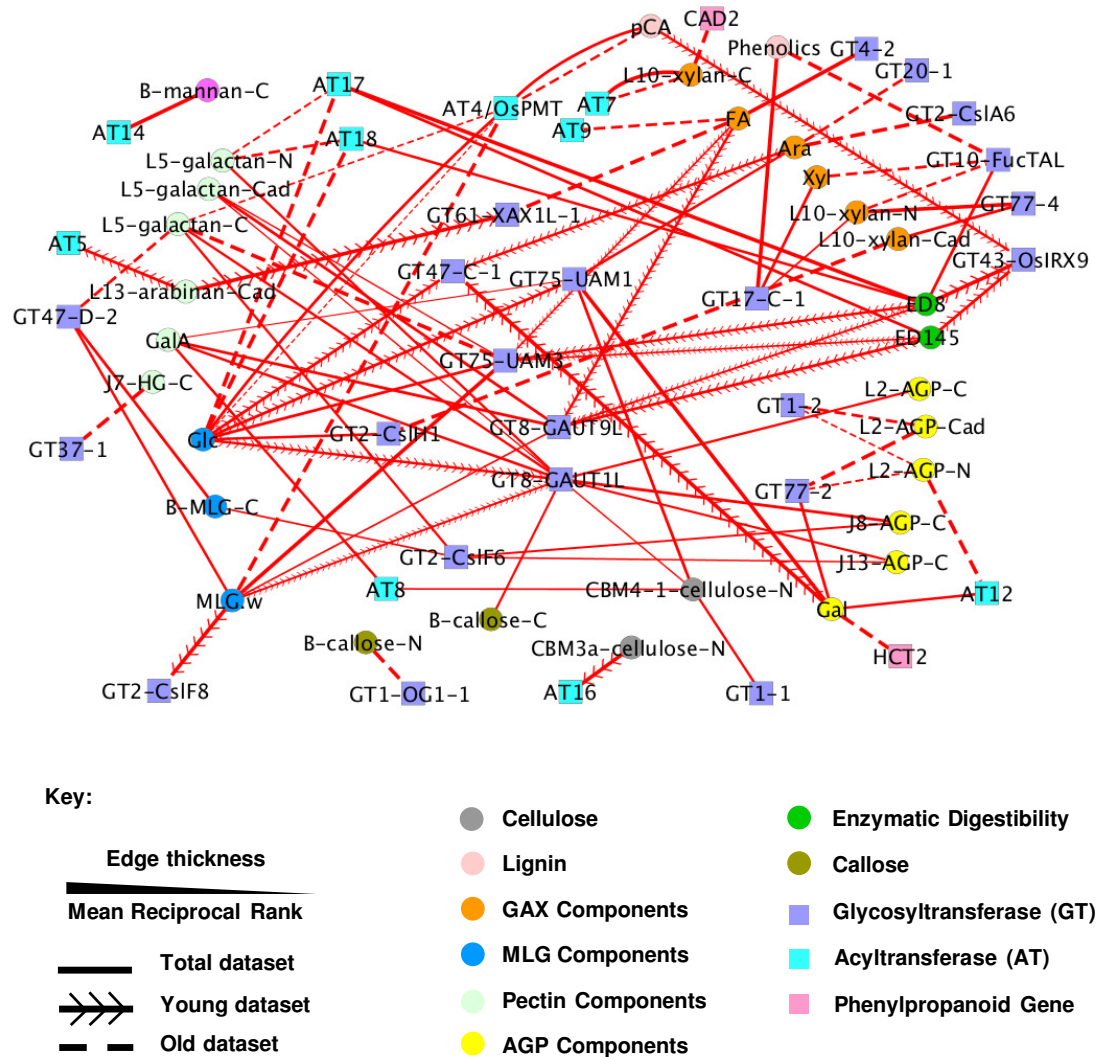 CAD2
pCA
Phenolics GT4-2
L10-xylan-C
GT20-1
B-mannan-C
AT17
AT4/OsPMT
AT7
FA
GT2-CslA6
AT14
AT9
AT18
Ara
L5-galactan-N
GT10-FucTAL
Xyl
L5-galactan-Cad
L5-galactan-C
GT61-XAX1L-1
L10-xylan-N
GT77-4
AT5
L10-xylan-Cad
GT43-OsIRX9
L13-arabinan-Cad
GT47-C-1
GT75-UAM1
GT17-C-1
ED8
GT47-D-2
GalA
ED145
GT75-UAM3
J7-HG-C
L2-AGP-C
GT1-2
L2-AGP-Cad
GT37-1
Glc
GT2-CslH1
GT8-GAUT9L
L2-AGP-N
GT8-GAUT1L
GT77-2
B-MLG-C
J8-AGP-C
GT2-CslF6
J13-AGP-C
AT8
CBM4-1-cellulose-N
MLG.w
Gal
AT12
B-callose-C
B-callose-N
CBM3a-cellulose-N
HCT2
GT2-CslF8
GT1-OG1-1
AT16
GT1-1
Key:
Edge thickness
Mean Reciprocal Rank
Total dataset
Young dataset
Old dataset
Cellulose
Lignin
GAX Components
MLG Components
Pectin Components
AGP Components
Enzymatic Digestibility
Callose
Glycosyltransferase (GT)
Acyltransferase (AT)
Phenylpropanoid Gene